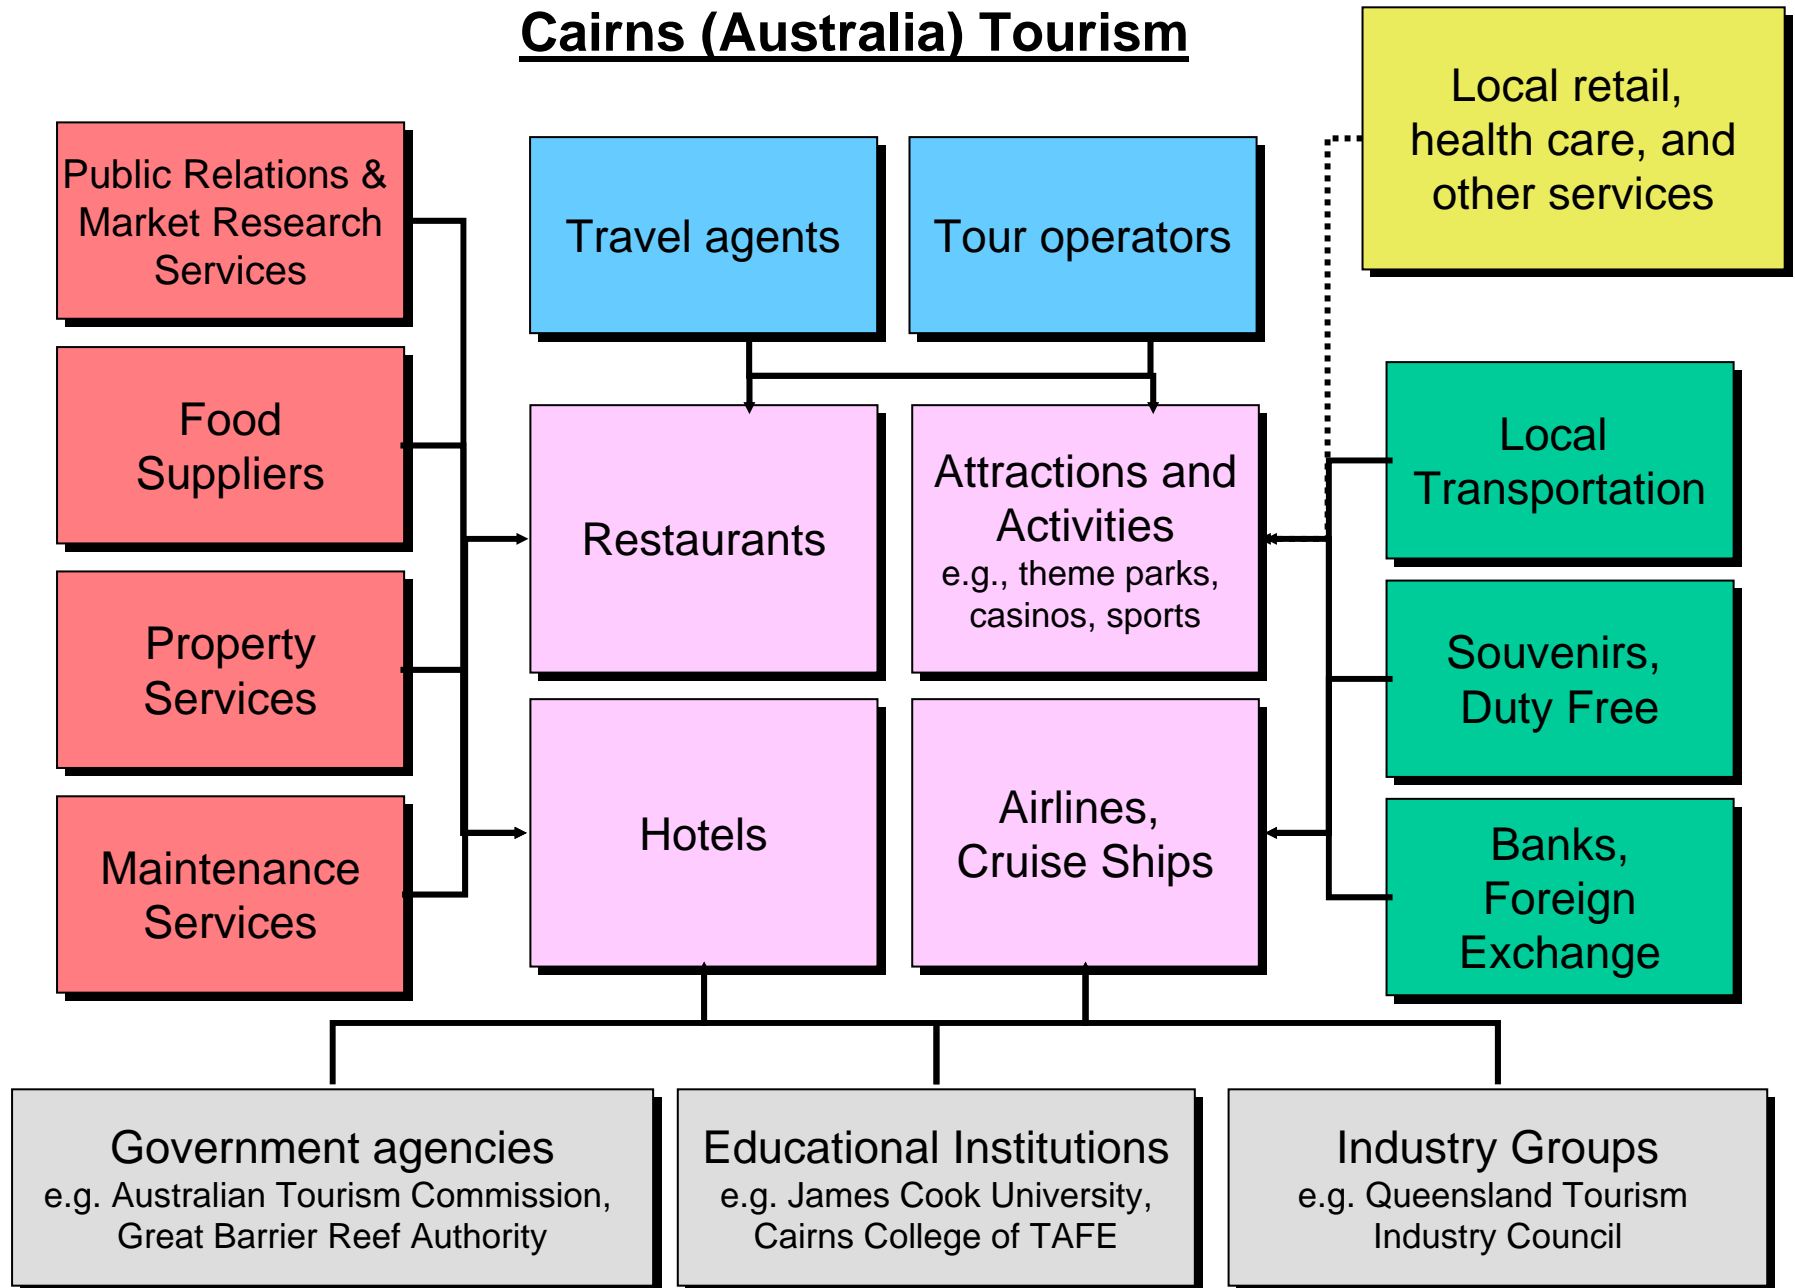 Cairns (Australia) Tourism
Local retail,
health care, and
other services
Public Relations &
Market Research
Services
Travel agents
Tour operators
Food
Suppliers
Restaurants
Attractions and
Activities
e.g., theme parks,
casinos, sports
Local
Transportation
Property
Services
Souvenirs,
Duty Free
Maintenance
Services
Hotels
Airlines,
Cruise Ships
Banks,
Foreign
Exchange
Government agencies
e.g. Australian Tourism Commission,
Great Barrier Reef Authority
Educational Institutions
e.g. James Cook University,
Cairns College of TAFE
Industry Groups
e.g. Queensland Tourism
Industry Council